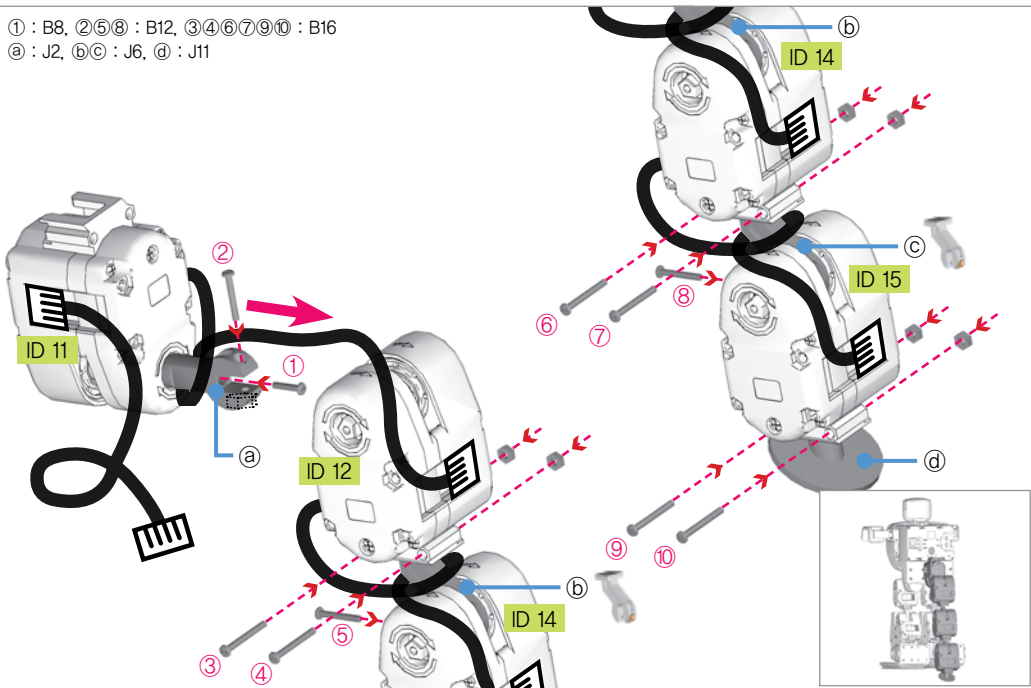 ① : B8, ②⑤⑧ : B12, ③④⑥⑦⑨⑩ : B16
ⓐ : J2, ⓑⓒ : J6, ⓓ : J11
ⓑ
ID 14
②
ⓒ
ID 15
⑧
⑥
⑦
ID 11
①
ⓐ
ID 12
ⓓ
⑨
⑩
ⓑ
ID 14
⑤
③
④